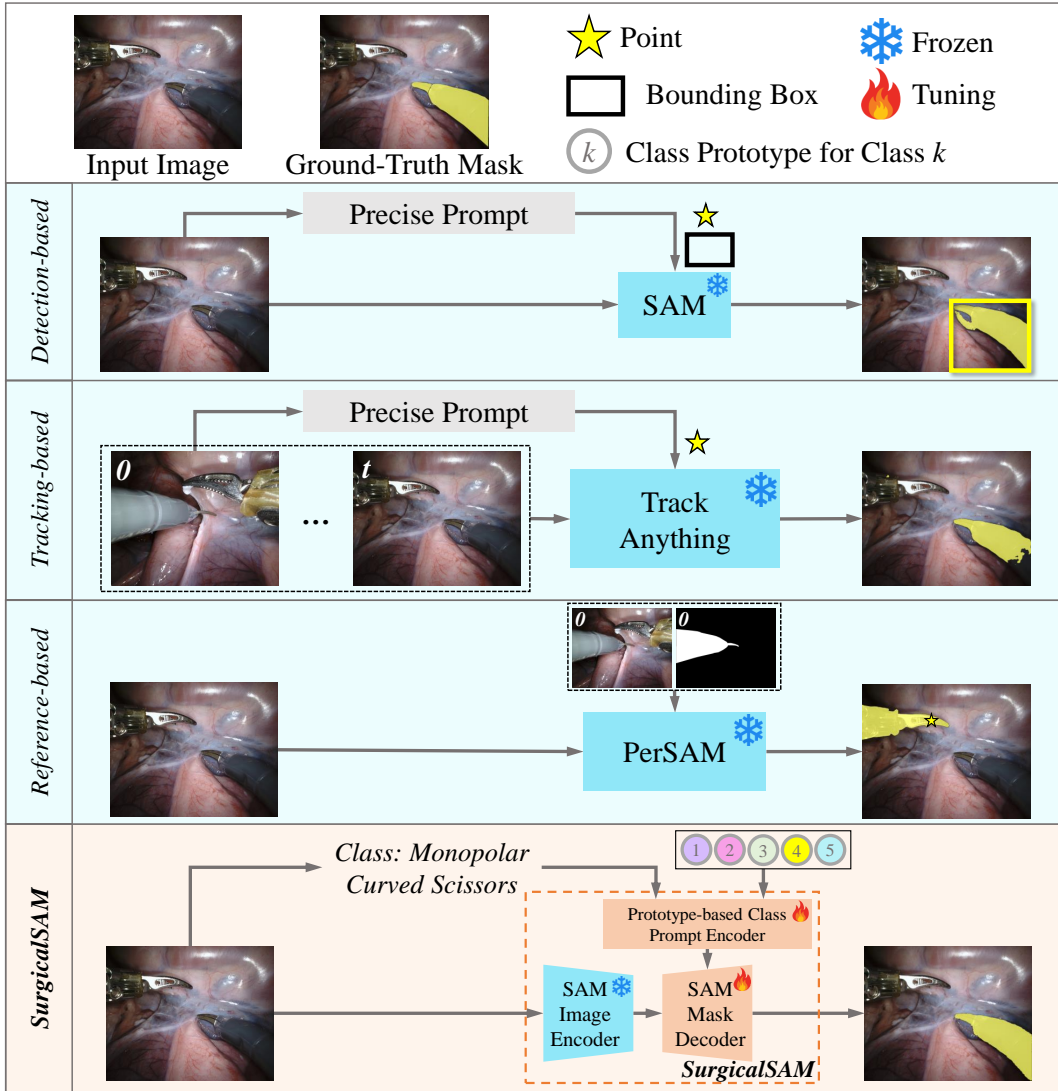 Point
Frozen
Bounding Box
Tuning
k
Class Prototype for Class k
Input Image
Ground-Truth Mask
Detection-based
Precise Prompt
SAM
Tracking-based
Precise Prompt
0
...
t
Track
Anything
Reference-based
0
0
PerSAM
SurgicalSAM
Class: Monopolar
Curved Scissors
1
2
3
4
5
Prototype-based Class
Prompt Encoder
SAM
Image
Encoder
SAM
Mask
Decoder
SurgicalSAM